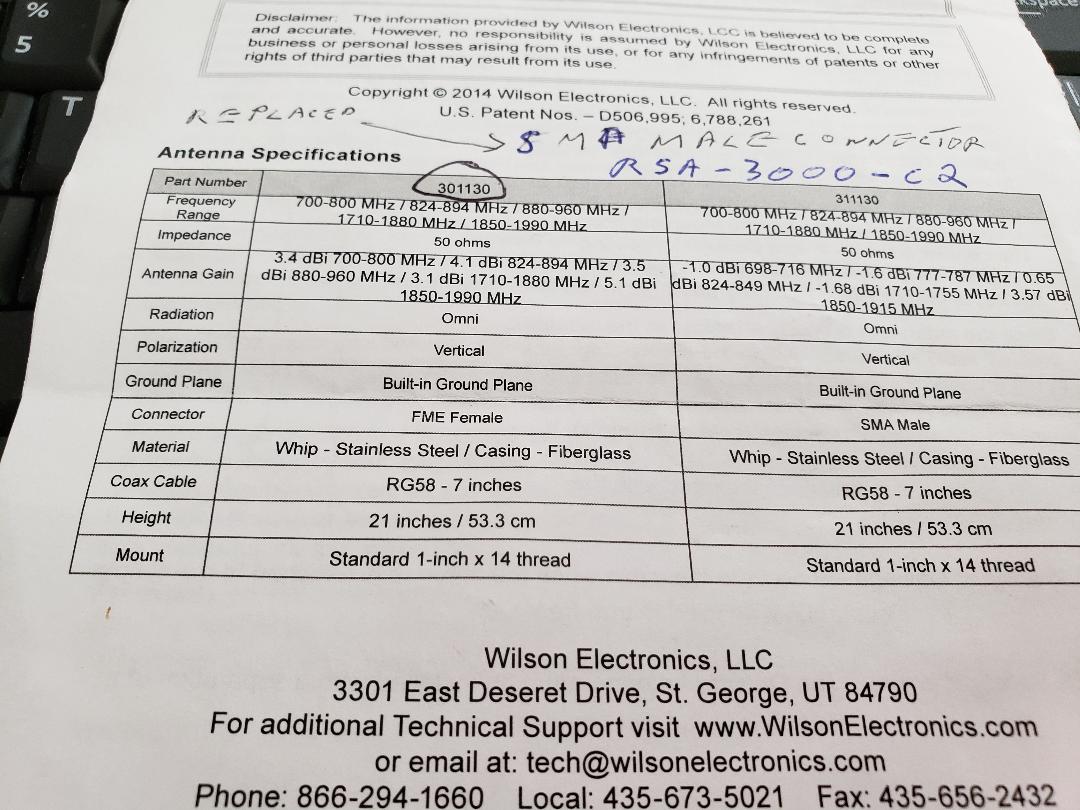 %
5
T
Disclaimer: The information provided by Wilson Electronics, LCC is believed to be complete
and accurate. However, no responsibility is assumed by Wilson Electronics, LLC for any
business or personal losses arising from its use, or for any infringements of patents or other
rights of third parties that may result from its use.
Copyright © 2014 Wilson Electronics, LLC. All rights reserved.
U.S. Patent Nos. – D506,995; 6,788,261
REPLACED SMA MALE CONNECTOR
RSA-3000-C2
Antenna Specifications
Part Number 301130 311130
Frequency Range 700-800 MHz / 824-894 MHz / 880-960 MHz / 700-800 MHz / 824-894 MHz / 880-960 MHz /
1710-1880 MHz / 1850-1990 MHz 1710-1880 MHz / 1850-1990 MHz
Impedance 50 ohms 50 ohms
Antenna Gain 3.4 dBi 700-800 MHz / 4.1 dBi 824-894 MHz / 3.5 -1.0 dBi 698-716 MHz / -1.6 dBi 777-787 MHz / 0.65
dBi 880-960 MHz / 3.1 dBi 1710-1880 MHz / 5.1 dBi dBi 824-849 MHz / -1.68 dBi 1710-1755 MHz / 3.57 dBi
1850-1990 MHz 1850-1915 MHz
Radiation Omni Omni
Polarization Vertical Vertical
Ground Plane Built-in Ground Plane Built-in Ground Plane
Connector FME Female SMA Male
Material Whip - Stainless Steel / Casing - Fiberglass Whip - Stainless Steel / Casing - Fiberglass
Coax Cable RG58 - 7 inches RG58 - 7 inches
Height 21 inches / 53.3 cm 21 inches / 53.3 cm
Mount Standard 1-inch x 14 thread Standard 1-inch x 14 thread
Wilson Electronics, LLC
3301 East Deseret Drive, St. George, UT 84790
For additional Technical Support visit www.WilsonElectronics.com
or email at: tech@wilsonelectronics.com
Phone: 866-294-1660 Local: 435-673-5021 Fax: 435-656-2432